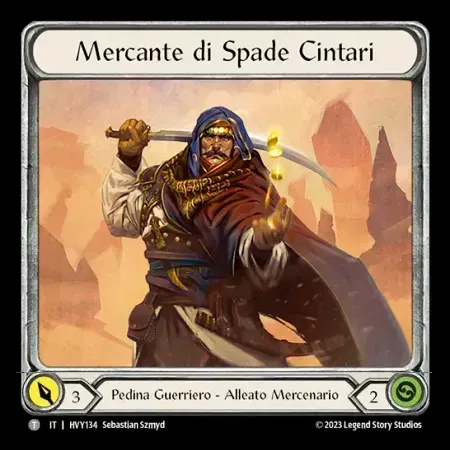 Mercante di Spade Cintari
3
Pedina Guerriero - Alleato Mercenario
2
T IT | HVY134 Sebastian Szmyd
© 2023 Legend Story Studios